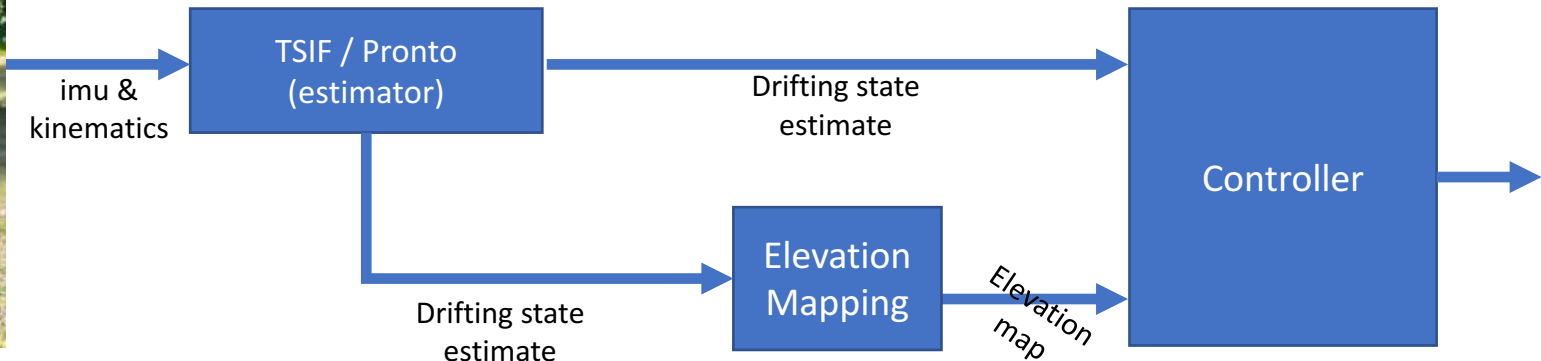 imu &
kinematics
TSIF / Pronto
(estimator)
Drifting state
estimate
Drifting state
estimate
Elevation
Mapping
Elevation
map
Controller